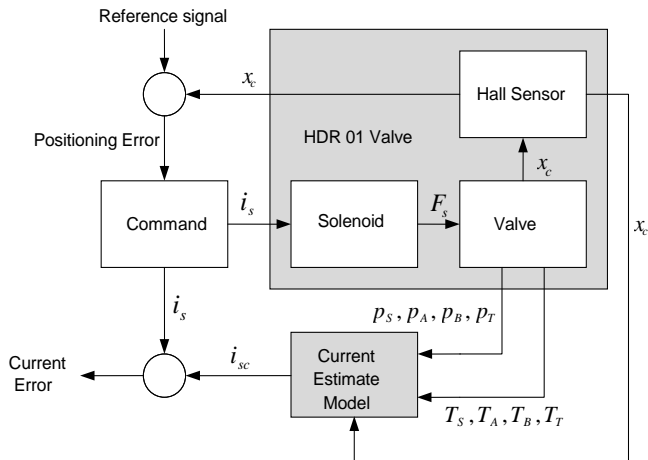 Reference signal
x_c
Hall Sensor
HDR 01 Valve
Positioning Error
x_c
Command
i_s
Solenoid
F_s
Valve
x_c
i_s
p_S , p_A , p_B , p_T
Current
Error
i_sc
Current
Estimate
Model
T_S , T_A , T_B , T_T